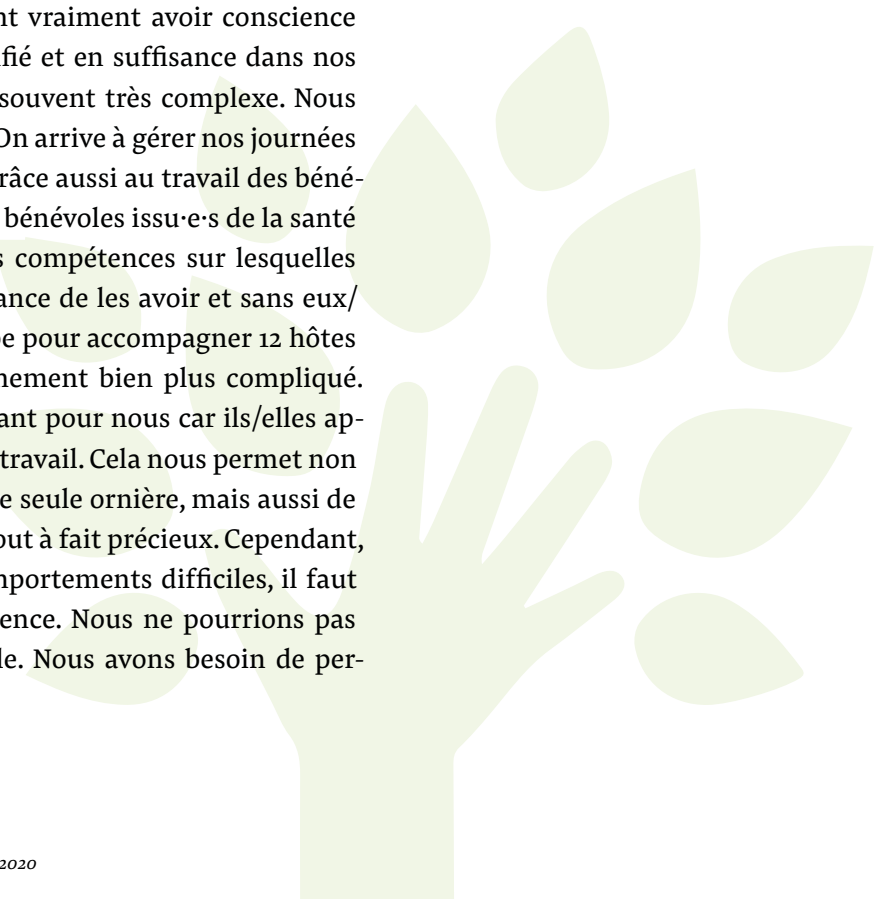 nt vraiment avoir conscience
fié et en suffisance dans nos
souvent très complexe. Nous
On arrive à gérer nos journées
râce aussi au travail des béné-
bénévoles issu·e·s de la santé
s compétences sur lesquelles
ance de les avoir et sans eux/
e pour accompagner 12 hôtes
nement bien plus compliqué.
ant pour nous car ils/elles ap-
travail. Cela nous permet non
e seule ornière, mais aussi de
out à fait précieux. Cependant,
mportements difficiles, il faut
ence. Nous ne pourrions pas
le. Nous avons besoin de per-
2020